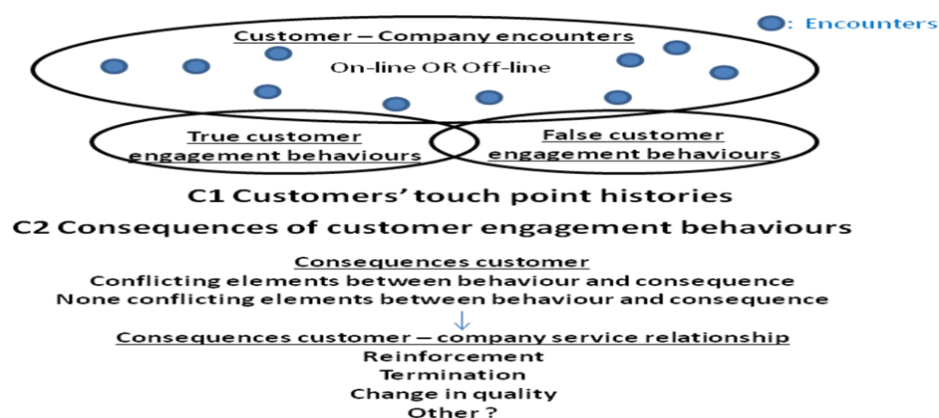 : Encounters
Customer – Company encounters
On-line OR Off-line
True customer
engagement behaviours
False customer
engagement behaviours
C1 Customers’ touch point histories
C2 Consequences of customer engagement behaviours
Consequences customer
Conflicting elements between behaviour and consequence
None conflicting elements between behaviour and consequence
Consequences customer – company service relationship
Reinforcement
Termination
Change in quality
Other ?